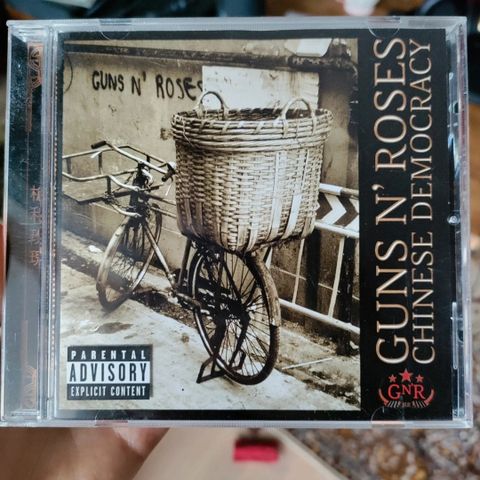 GUNS N' ROSES
GUNS N' ROSES
CHINESE DEMOCRACY
PARENTAL
ADVISORY
EXPLICIT CONTENT
GNR